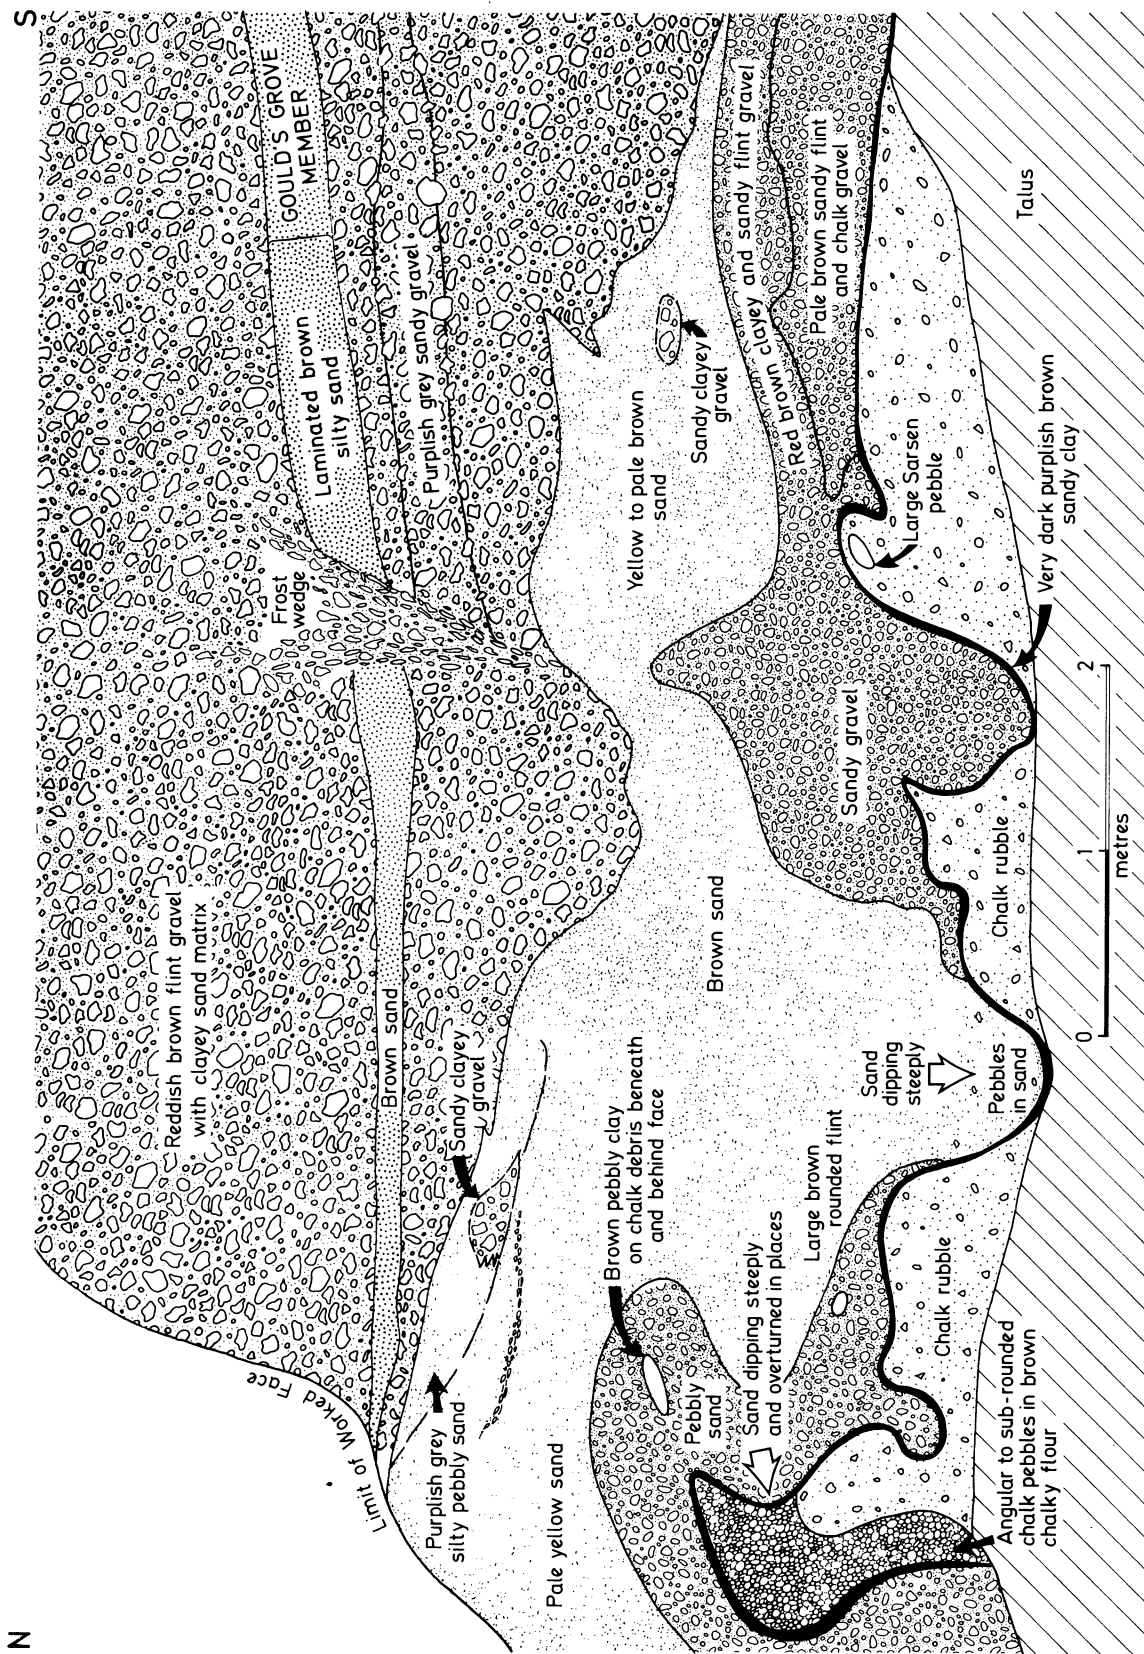 N
S
Limit of Worked Face
Reddish brown flint gravel
with clayey sand matrix
Frost
wedge
GOULD'S GROVE
MEMBER
Laminated brown
silty sand
Brown sand
Purplish grey sandy gravel
Purplish grey
silty pebbly sand
Sandy clayey
gravel
Pale yellow sand
Brown pebbly clay
on chalk debris beneath
and behind face
Yellow to pale brown
sand
Sandy clayey
gravel
Brown sand
Red brown clayey and sandy flint gravel
Pebbly
sand
Sand dipping steeply
and overturned in places
Large brown
rounded flint
Sandy gravel
Pale brown sandy flint
and chalk gravel
Sand
dipping
steeply
Large Sarsen
pebble
Chalk rubble
Pebbles
in sand
Chalk rubble
Talus
Angular to sub-rounded
chalk pebbles in brown
chalky flour
Very dark purplish brown
sandy clay
0
1
2
metres